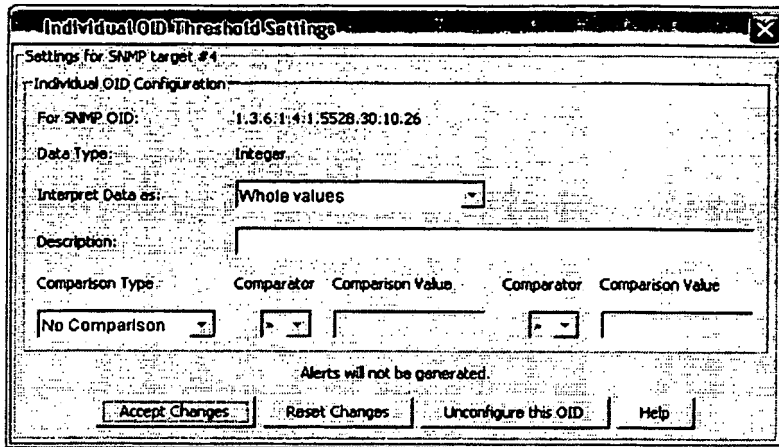 Individual OID Threshold Settings
Settings for SNMP target #4
Individual OID Configuration
For SNMP OID: 1.3.6.1.4.1.5528.30.10.26
Data Type: Integer
Interpret Data as: Whole values
Description:
Comparison Type Comparator Comparison Value Comparator Comparison Value
No Comparison
Alerts will not be generated.
Accept Changes Reset Changes Unconfigure this OID Help